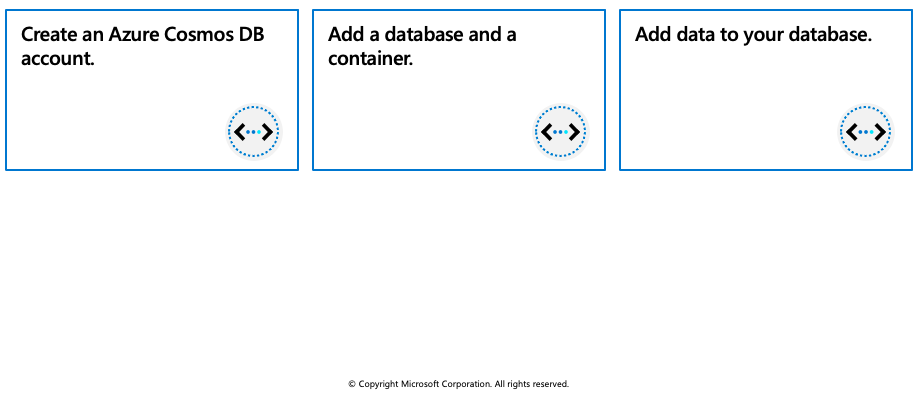 Create an Azure Cosmos DB
account.
Add a database and a
container.
Add data to your database.
© Copyright Microsoft Corporation. All rights reserved.